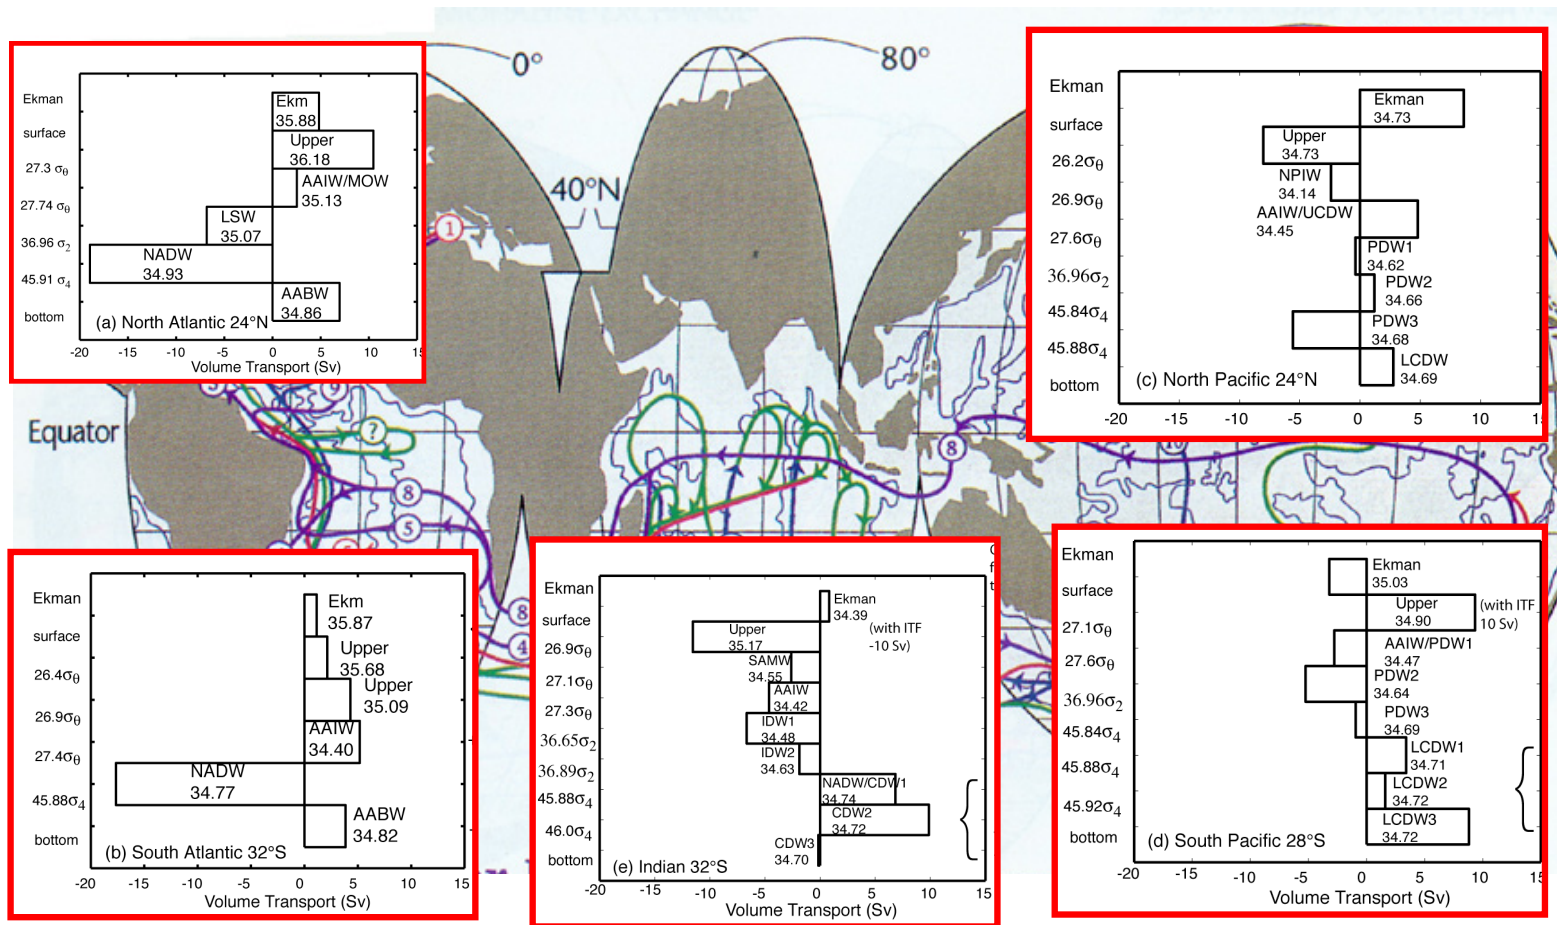 0°
80°
40°N
1
Equator
?
8
5
8
4
8
Ekman
surface
27.3 σθ
27.74 σθ
36.96 σ2
45.91 σ4
bottom
Ekm
35.88
Upper
36.18
AAIW/MOW
35.13
LSW
35.07
NADW
34.93
AABW
34.86
(a) North Atlantic 24°N
-20 -15 -10 -5 0 5 10 15
Volume Transport (Sv)
Ekman
surface
26.2σθ
26.9σθ
27.6σθ
36.96σ2
45.84σ4
45.88σ4
bottom
Ekman
34.73
Upper
34.73
NPIW
34.14
AAIW/UCDW
34.45
PDW1
34.62
PDW2
34.66
PDW3
34.68
LCDW
34.69
(c) North Pacific 24°N
-20 -15 -10 -5 0 5 10 15
Ekman
surface
26.4σθ
26.9σθ
27.4σθ
45.88σ4
bottom
Ekm
35.87
Upper
35.68
Upper
35.09
AAIW
34.40
NADW
34.77
AABW
34.82
(b) South Atlantic 32°S
-20 -15 -10 -5 0 5 10 15
Volume Transport (Sv)
Ekman
surface
26.9σθ
27.1σθ
27.3σθ
36.65σ2
36.89σ2
45.88σ4
46.0σ4
bottom
Ekman
34.39
(with ITF
-10 Sv)
Upper
35.17
SAMW
34.55
AAIW
34.42
IDW1
34.48
IDW2
34.63
NADW/CDW1
34.74
CDW2
34.72
CDW3
34.70
(e) Indian 32°S
-20 -15 -10 -5 0 5 10 15
Volume Transport (Sv)
Ekman
surface
27.1σθ
27.6σθ
36.96σ2
45.84σ4
45.88σ4
45.92σ4
bottom
Ekman
35.03
Upper
34.90
(with ITF
10 Sv)
AAIW/PDW1
34.47
PDW2
34.64
PDW3
34.69
LCDW1
34.71
LCDW2
34.72
LCDW3
34.72
(d) South Pacific 28°S
-20 -15 -10 -5 0 5 10 15
Volume Transport (Sv)